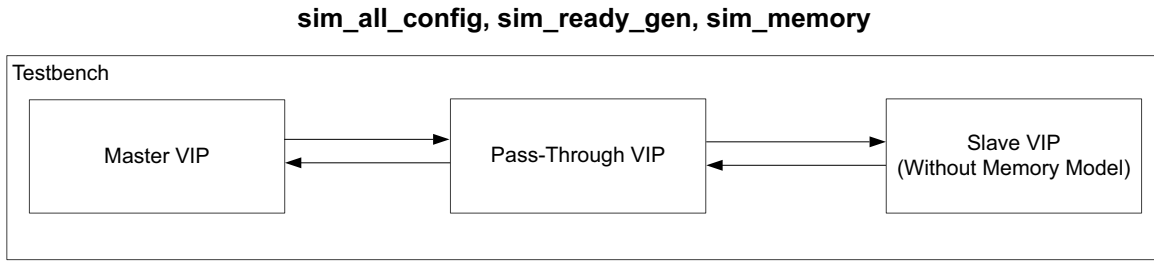 sim_all_config, sim_ready_gen, sim_memory
Testbench
Master VIP
Pass-Through VIP
Slave VIP
(Without Memory Model)